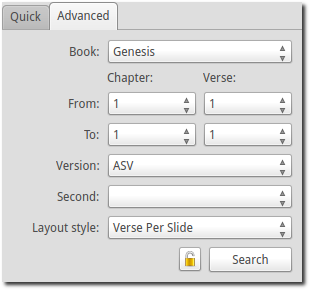 Quick Advanced
Book: Genesis
Chapter: Verse:
From: 1 1
To: 1 1
Version: ASV
Second:
Layout style: Verse Per Slide
Search